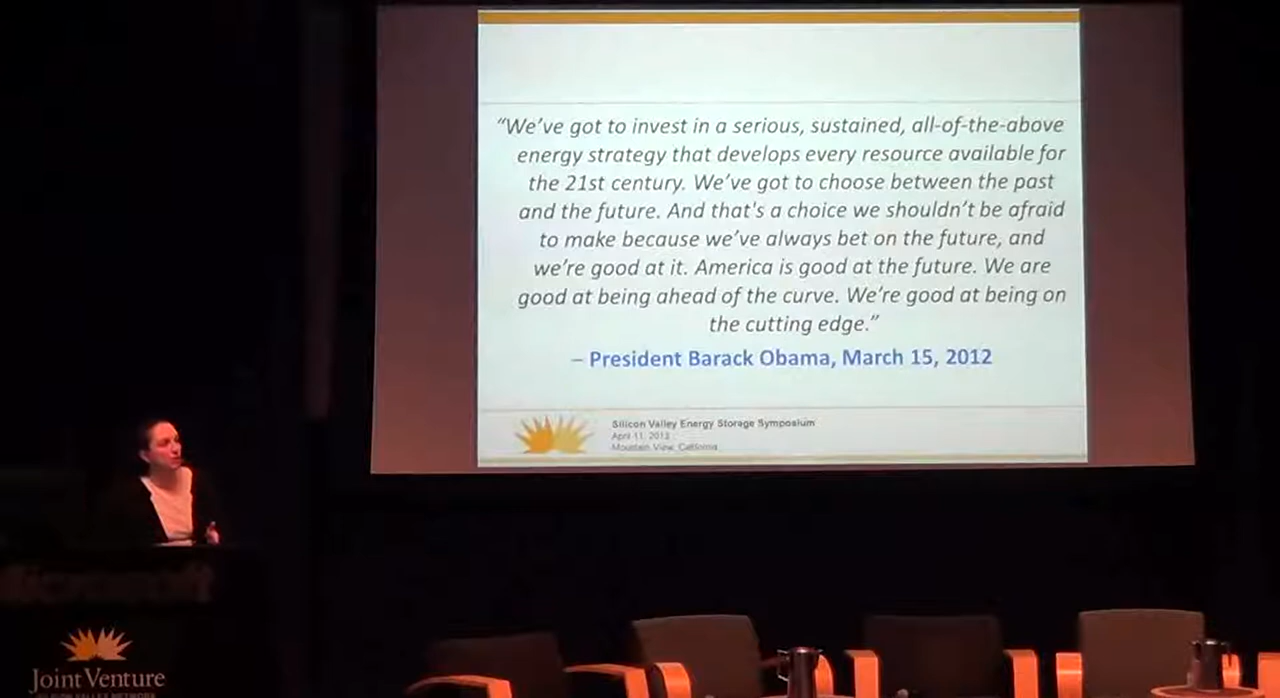 “We’ve got to invest in a serious, sustained, all-of-the-above
energy strategy that develops every resource available for
the 21st century. We’ve got to choose between the past
and the future. And that's a choice we shouldn’t be afraid
to make because we’ve always bet on the future, and
we’re good at it. America is good at the future. We are
good at being ahead of the curve. We’re good at being on
the cutting edge.”
– President Barack Obama, March 15, 2012
Silicon Valley Energy Storage Symposium
April 11, 2013
Mountain View, California
Microsoft
Joint Venture
SILICON VALLEY NETWORK